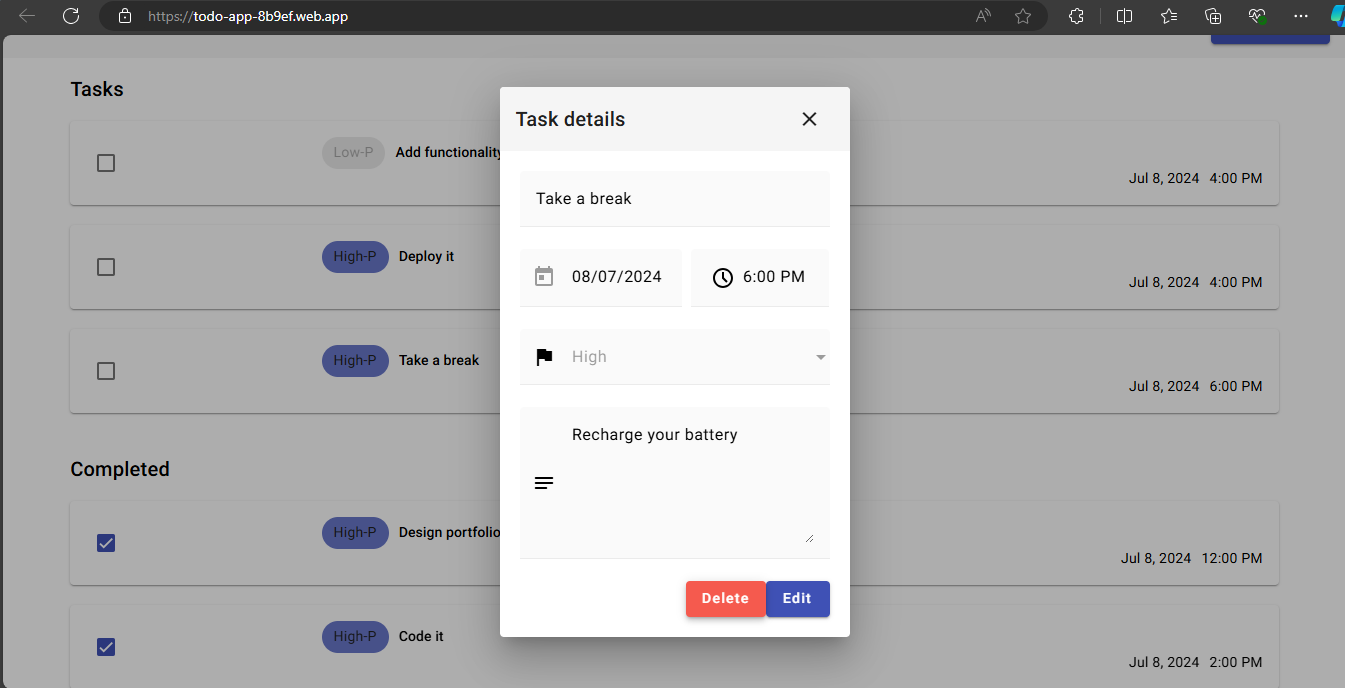 https://todo-app-8b9ef.web.app
Tasks
Low-P Add functionality
Jul 8, 2024 4:00 PM
High-P Deploy it
Jul 8, 2024 4:00 PM
High-P Take a break
Jul 8, 2024 6:00 PM
Completed
High-P Design portfolio
Jul 8, 2024 12:00 PM
High-P Code it
Jul 8, 2024 2:00 PM
Task details
Take a break
08/07/2024 6:00 PM
High
Recharge your battery
Delete Edit